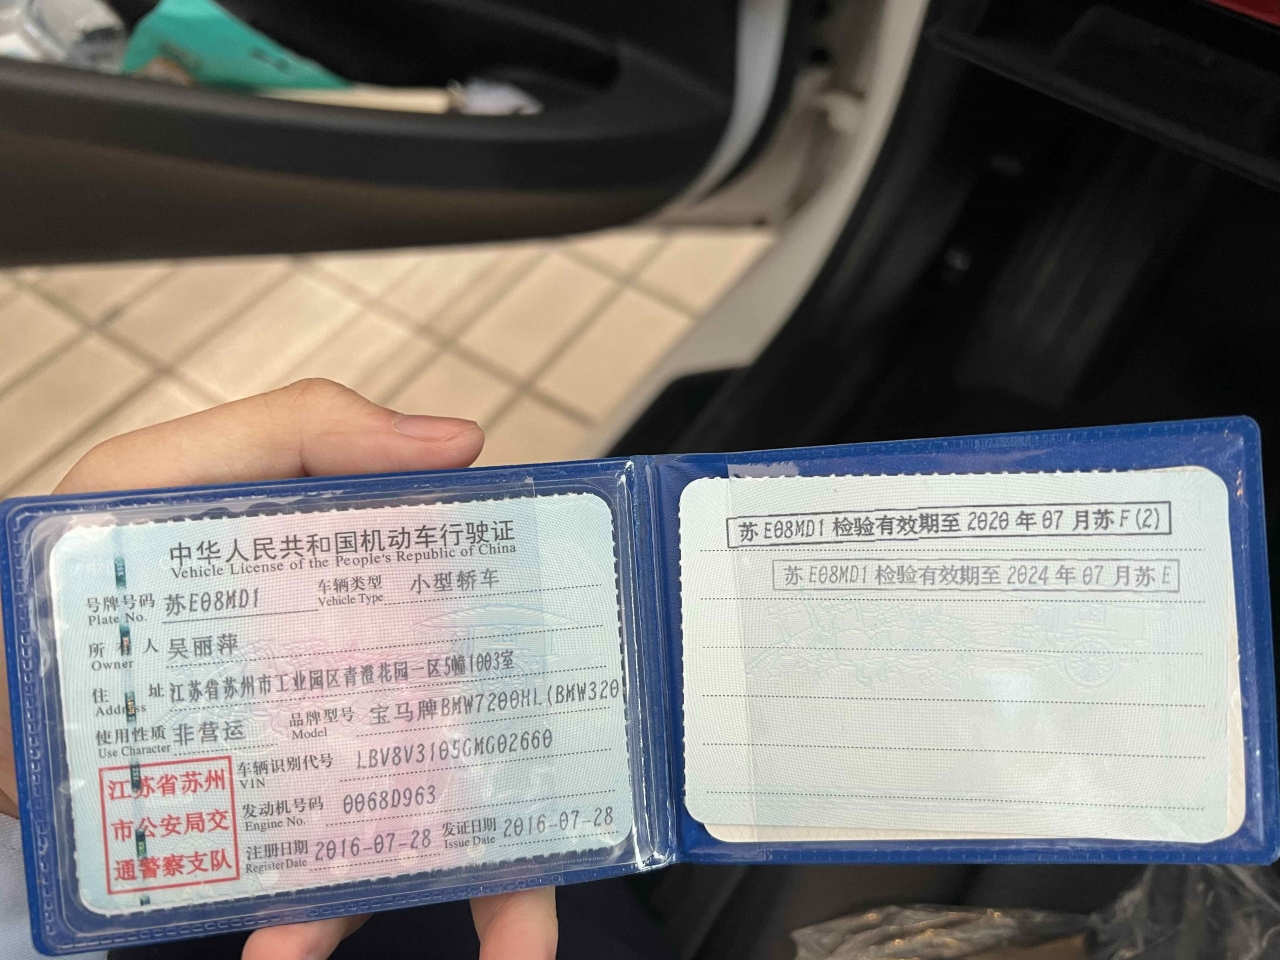 中华人民共和国机动车行驶证
Vehicle License of the People's Republic of China
号牌号码 苏E08MD1 车辆类型 小型轿车
Plate No. Vehicle Type
所有人 吴丽萍
Owner
住址 江苏省苏州市工业园区青澄花园一区5幢1003室
Address
使用性质 非营运 品牌型号 宝马牌BMW7200HL(BMW320
Use Character Model
车辆识别代号 LBV8V3105GMG02660
VIN
发动机号码 0068D963
Engine No.
注册日期 2016-07-28 发证日期 2016-07-28
Register Date Issue Date
江苏省苏州
市公安局交
通警察支队
苏E08MD1 检验有效期至 2020 年 07 月苏F(2)
苏E08MD1 检验有效期至 2024 年 07 月苏E